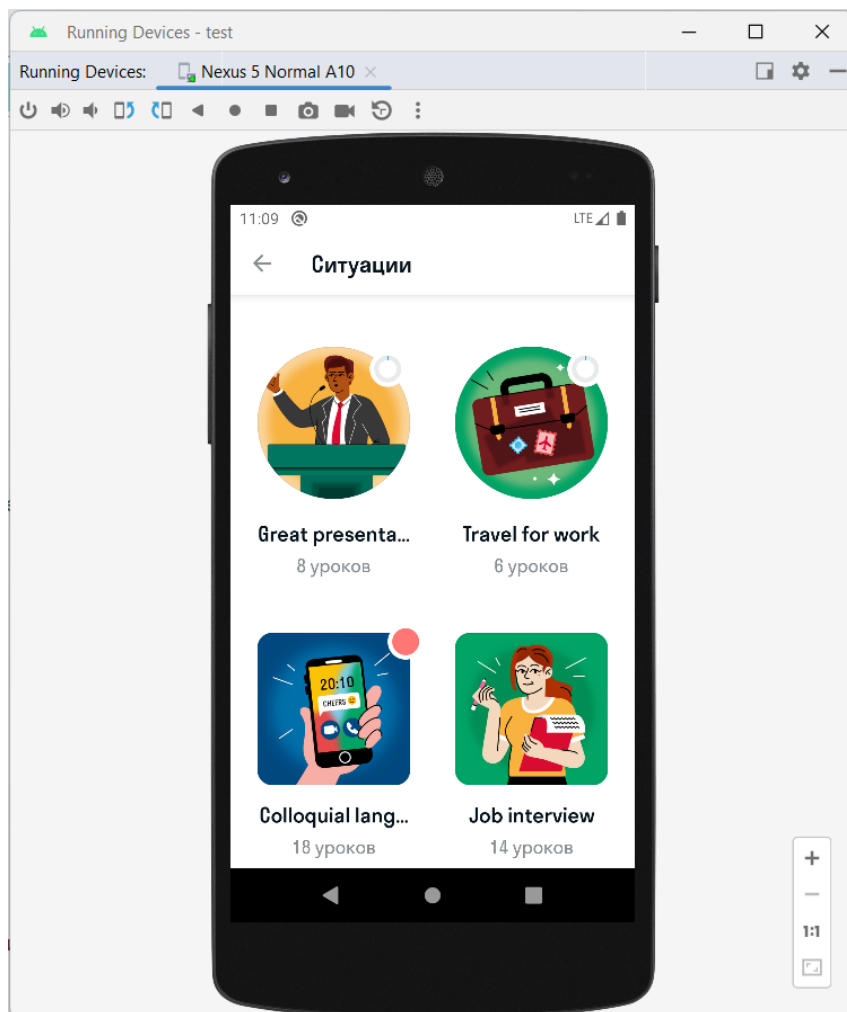 Running Devices - test
Running Devices: Nexus 5 Normal A10
11:09 LTE
Ситуации
Great presenta... Travel for work
8 уроков 6 уроков
20:10
CHEERS
Colloquial lang... Job interview
18 уроков 14 уроков
1:1